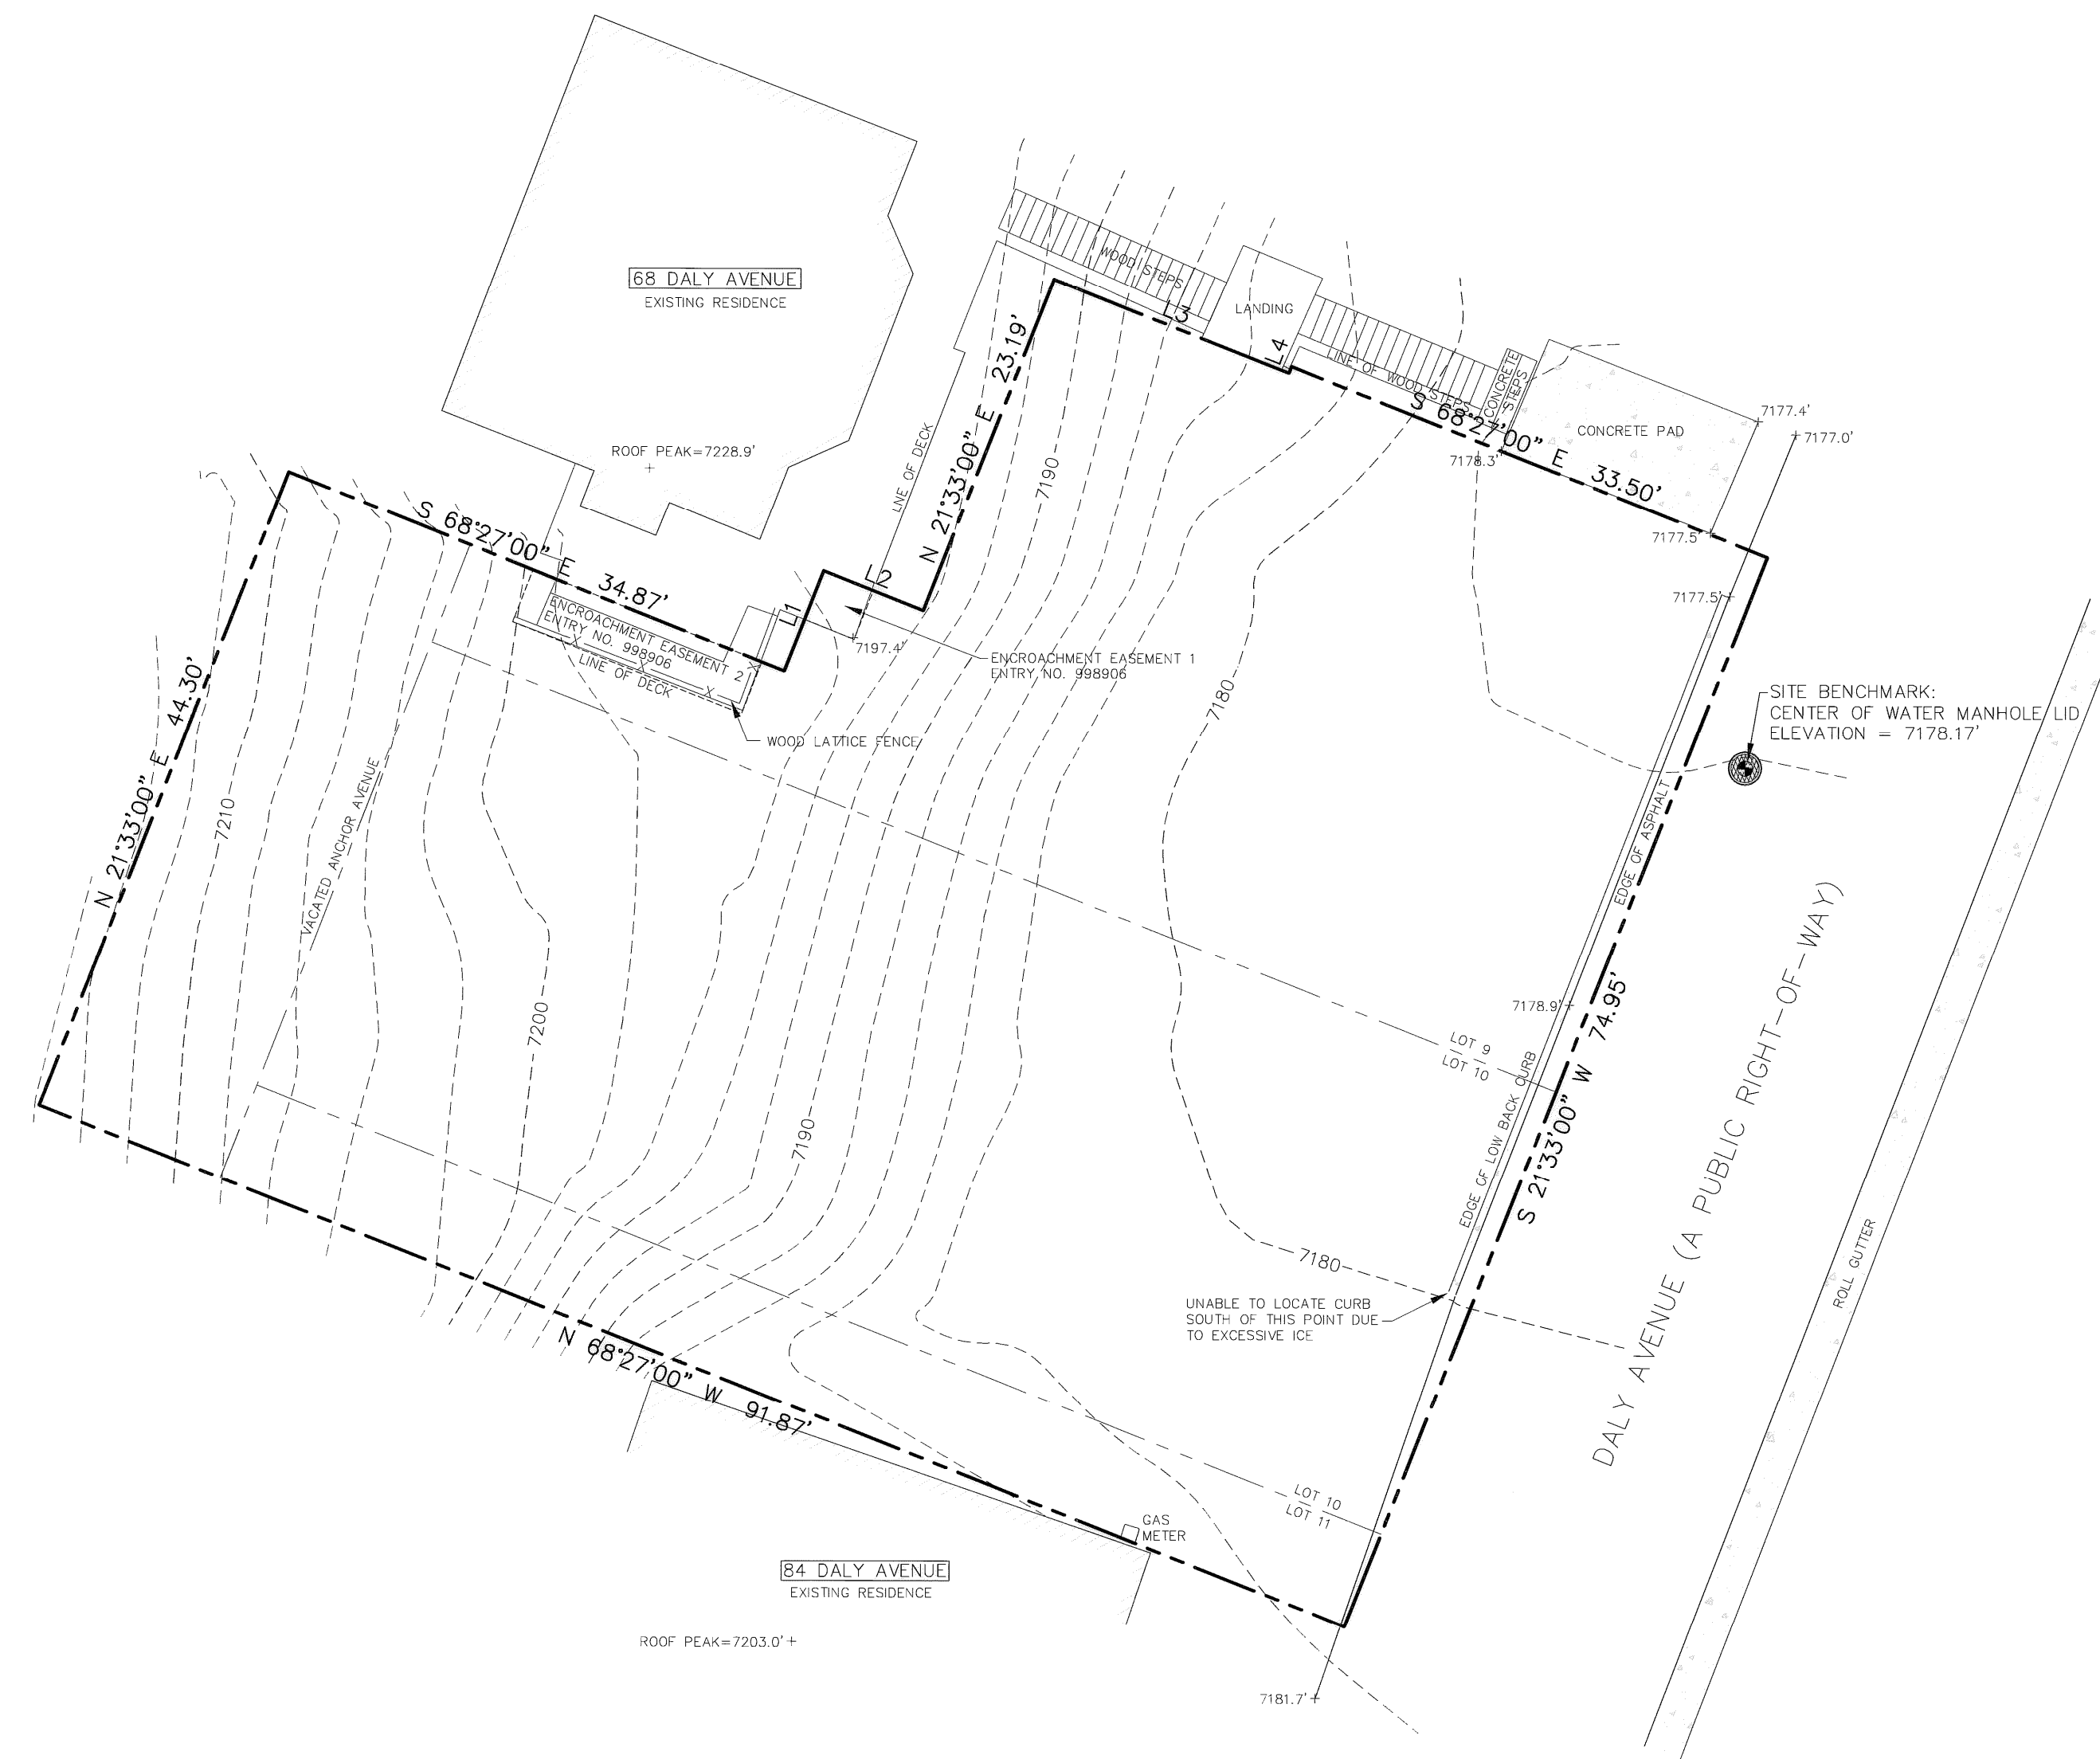 68 DALY AVENUE
EXISTING RESIDENCE
ROOF PEAK=7228.9'
WOOD STEPS
LANDING
L3
L4
LINE OF WOOD STEPS
CONCRETE
STEPS
CONCRETE PAD
7177.4'
7177.0'
7178.3'
S 68°27'00" E 33.50'
7177.5'
7177.5'
N 21°33'00" E 23.19'
LINE OF DECK
7190
S 68°27'00" E 34.87'
L1
L2
ENCROACHMENT EASEMENT 2
ENTRY NO. 998906
X
X
X
X
LINE OF DECK
7197.4'
ENCROACHMENT EASEMENT 1
ENTRY NO. 998906
WOOD LATTICE FENCE
SITE BENCHMARK:
CENTER OF WATER MANHOLE LID
ELEVATION = 7178.17'
7180
N 21°33'00" E 44.30'
VACATED ANCHOR AVENUE
7210
EDGE OF ASPHALT
7200
7178.9'
LOT 9
LOT 10
EDGE OF LOW BACK CURB
S 21°33'00" W 74.95'
DALY AVENUE (A PUBLIC RIGHT-OF-WAY)
7190
7180
ROLL GUTTER
UNABLE TO LOCATE CURB
SOUTH OF THIS POINT DUE
TO EXCESSIVE ICE
N 68°27'00" W 91.87'
LOT 10
LOT 11
GAS
METER
84 DALY AVENUE
EXISTING RESIDENCE
ROOF PEAK=7203.0'
7181.7'